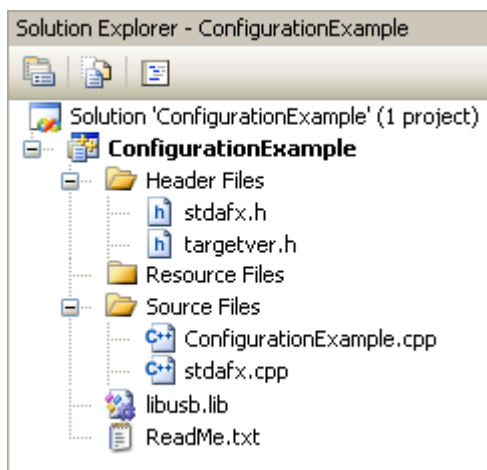 Solution Explorer - ConfigurationExample
Solution 'ConfigurationExample' (1 project)
ConfigurationExample
Header Files
h stdafx.h
h targetver.h
Resource Files
Source Files
C++ ConfigurationExample.cpp
C++ stdafx.cpp
libusb.lib
ReadMe.txt